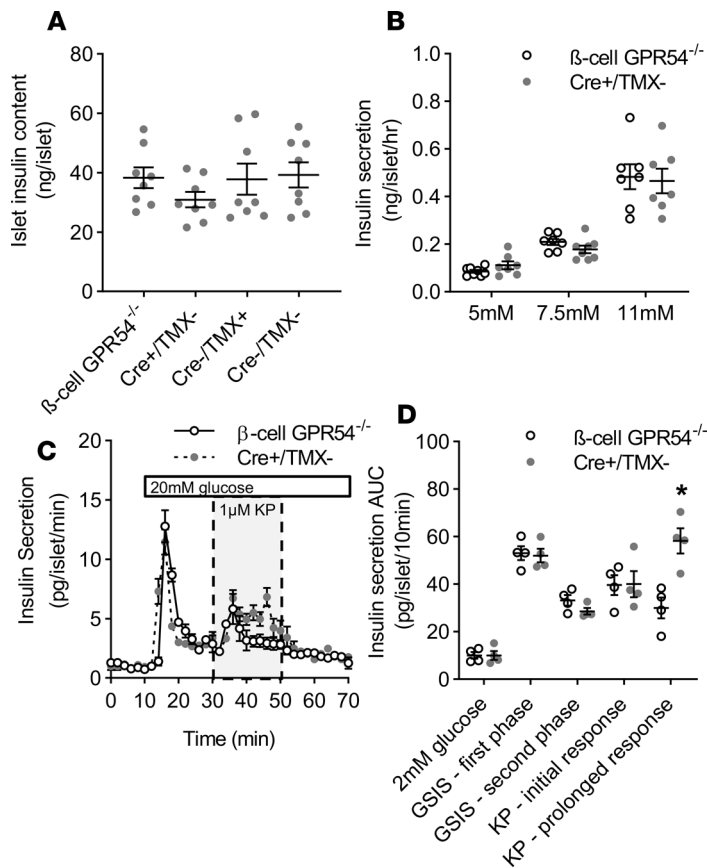 A
Islet insulin content
(ng/islet)
80
60
40
20
0
ß-cell GPR54-/-
Cre+/TMX-
Cre-/TMX+
Cre-/TMX-
B
Insulin secretion
(ng/islet/hr)
1.0
0.8
0.6
0.4
0.2
0.0
ß-cell GPR54-/-
Cre+/TMX-
5mM
7.5mM
11mM
C
β-cell GPR54-/-
Cre+/TMX-
Insulin Secretion
(pg/islet/min)
20
15
10
5
0
20mM glucose
1µM KP
0
10
20
30
40
50
60
70
Time (min)
D
ß-cell GPR54-/-
Cre+/TMX-
Insulin secretion AUC
(pg/islet/10min)
100
80
60
40
20
0
*
2mM glucose
GSIS - first phase
GSIS - second phase
KP - initial response
KP - prolonged response